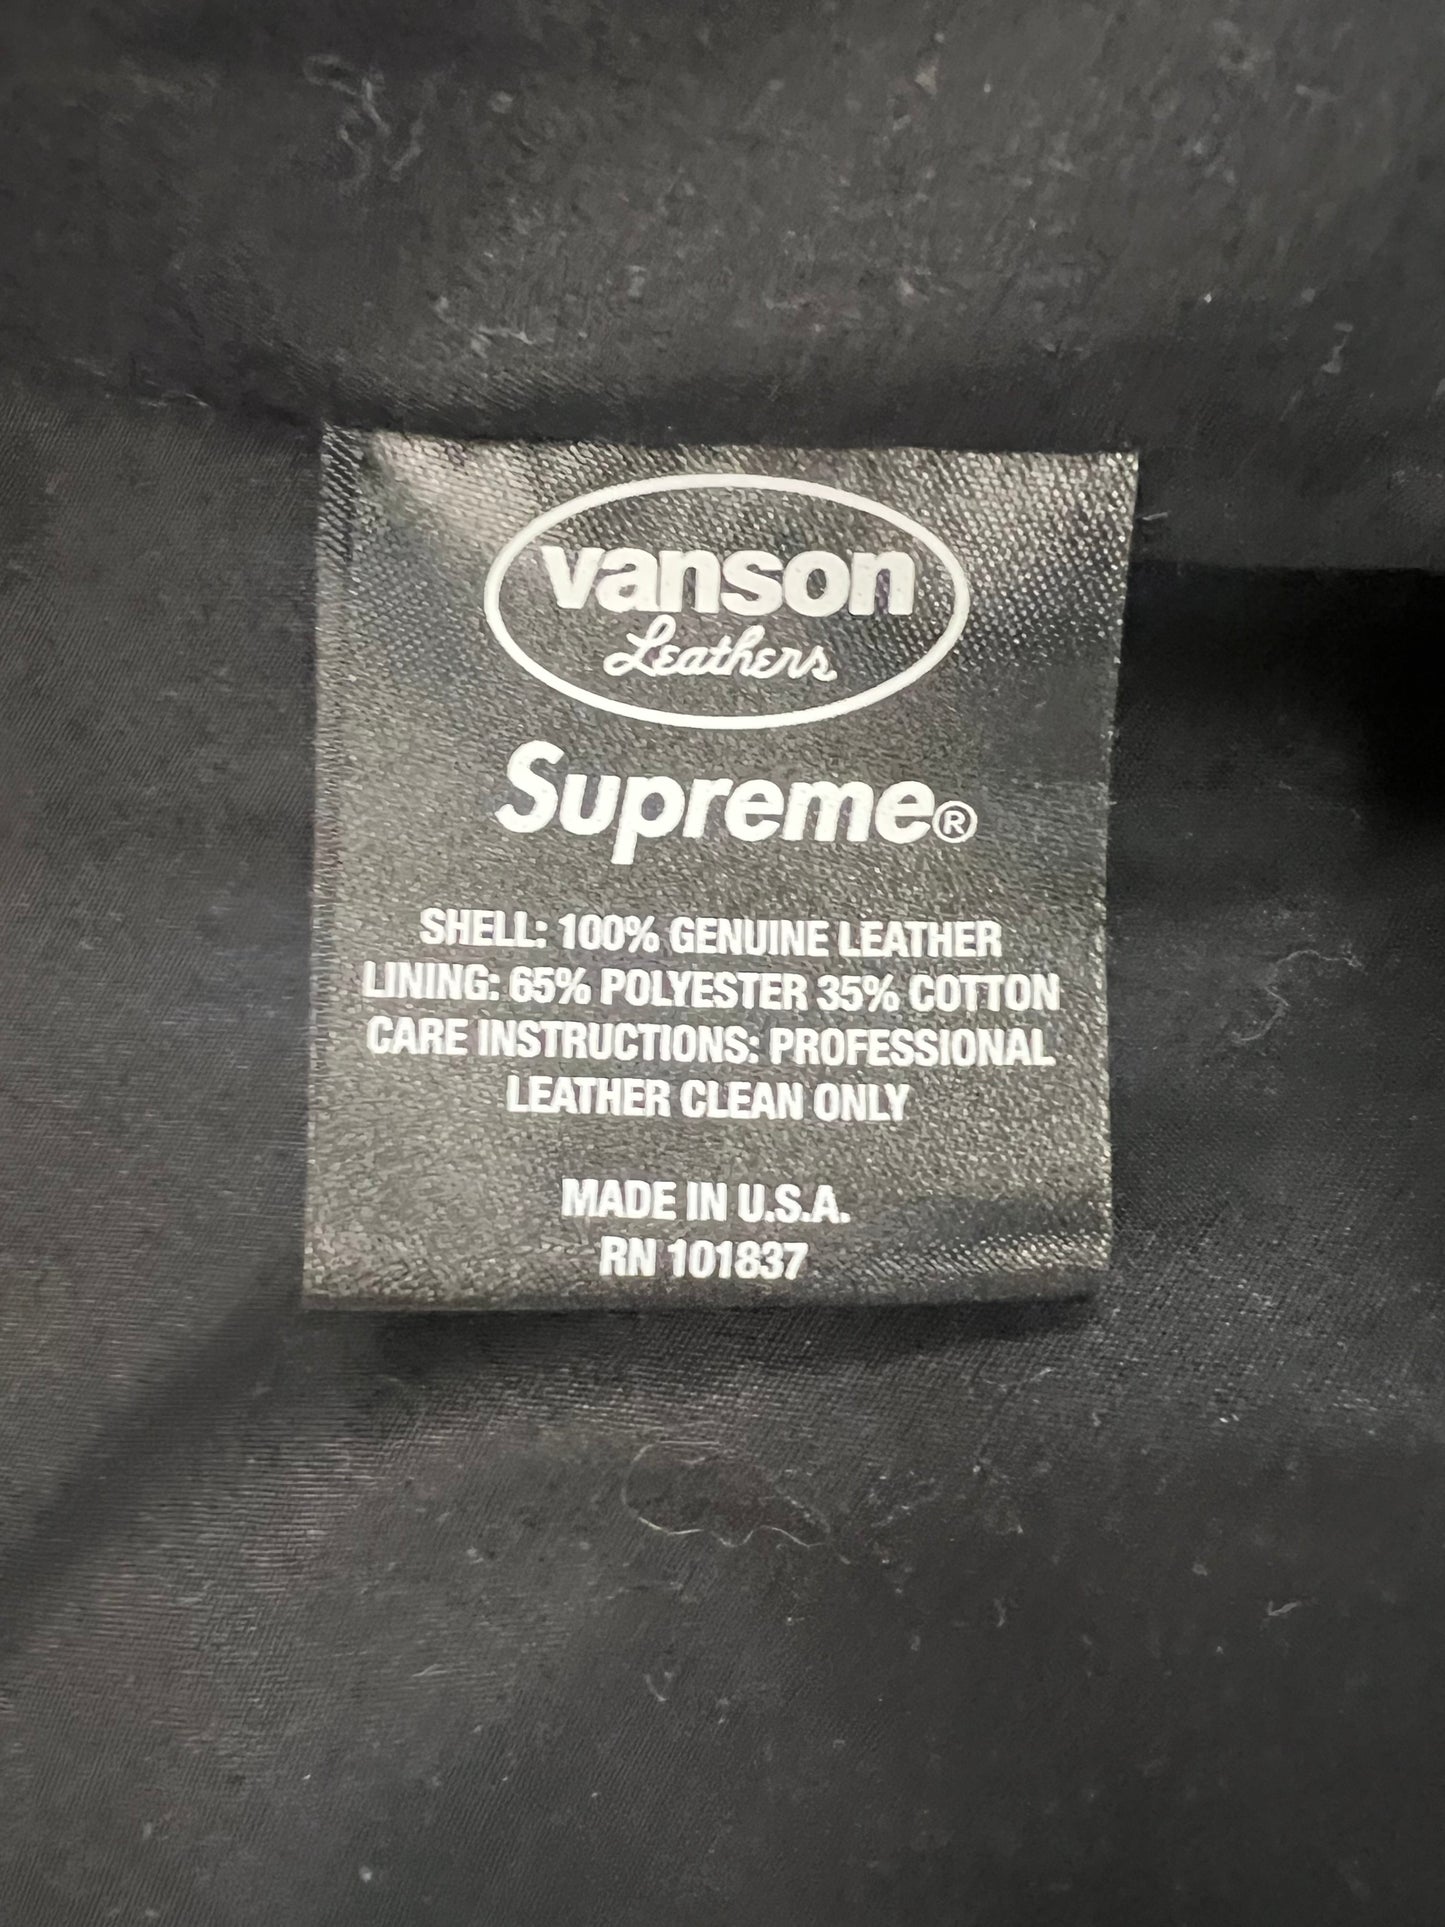 vanson
Leathers
Supreme®
SHELL: 100% GENUINE LEATHER
LINING: 65% POLYESTER 35% COTTON
CARE INSTRUCTIONS: PROFESSIONAL
LEATHER CLEAN ONLY
MADE IN U.S.A.
RN 101837